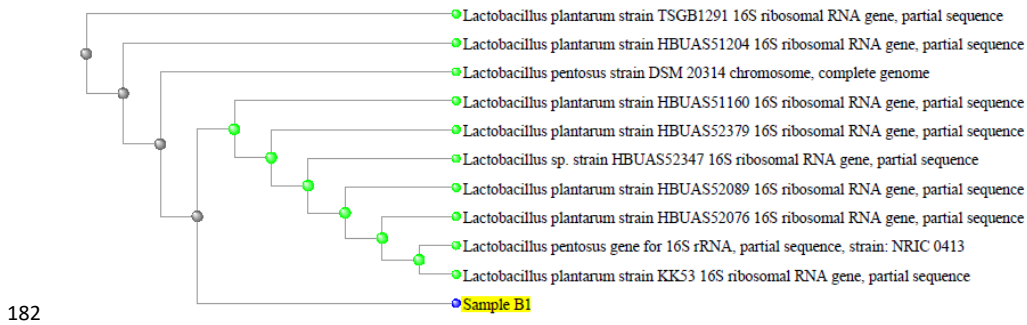 Lactobacillus plantarum strain TSGB1291 16S ribosomal RNA gene, partial sequence
Lactobacillus plantarum strain HBUAS51204 16S ribosomal RNA gene, partial sequence
Lactobacillus pentosus strain DSM 20314 chromosome, complete genome
Lactobacillus plantarum strain HBUAS51160 16S ribosomal RNA gene, partial sequence
Lactobacillus plantarum strain HBUAS52379 16S ribosomal RNA gene, partial sequence
Lactobacillus sp. strain HBUAS52347 16S ribosomal RNA gene, partial sequence
Lactobacillus plantarum strain HBUAS52089 16S ribosomal RNA gene, partial sequence
Lactobacillus plantarum strain HBUAS52076 16S ribosomal RNA gene, partial sequence
Lactobacillus pentosus gene for 16S rRNA, partial sequence, strain: NRIC 0413
Lactobacillus plantarum strain KK53 16S ribosomal RNA gene, partial sequence
Sample B1
182